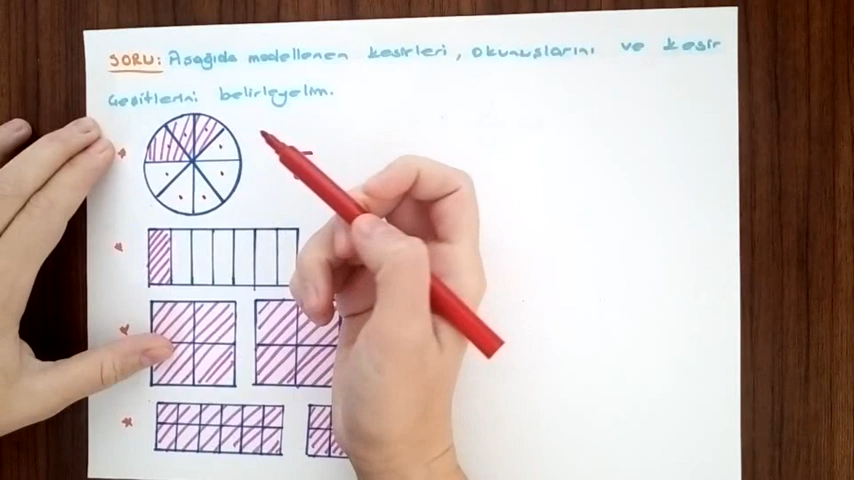 SORU: Aşağıda modellenen kesirleri, okunuşlarını ve kesir
çeşitlerini belirleyelim.